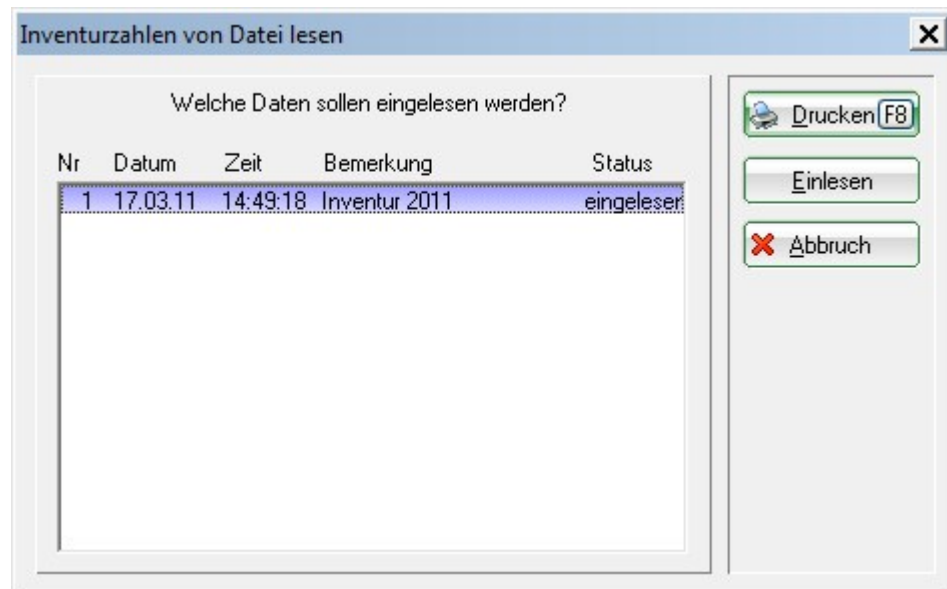 Inventurzahlen von Datei lesen
Welche Daten sollen eingelesen werden?
Nr Datum Zeit Bemerkung Status
1 17.03.11 14:49:18 Inventur 2011 eingelesen
Drucken F8
Einlesen
Abbruch